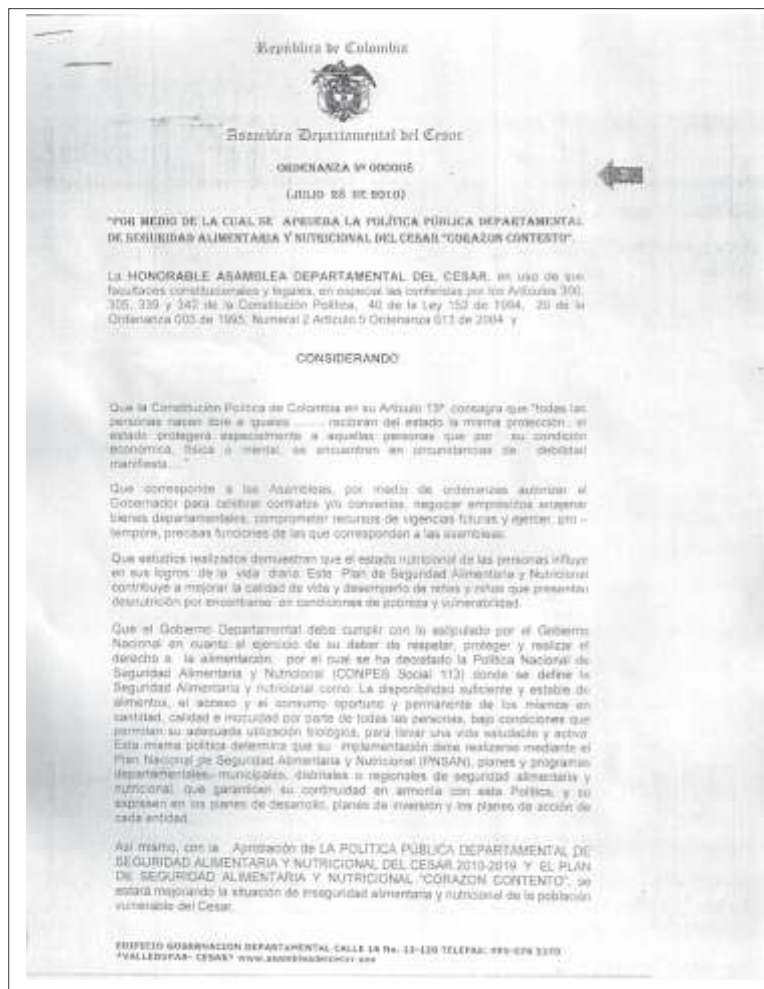 República de Colombia
Asamblea Departamental del Cesar
ORDENANZA Nº 000005
(JULIO 28 DE 2010)
"POR MEDIO DE LA CUAL SE APRUEBA LA POLÍTICA PÚBLICA DEPARTAMENTAL
DE SEGURIDAD ALIMENTARIA Y NUTRICIONAL DEL CESAR "CORAZON CONTENTO".
La HONORABLE ASAMBLEA DEPARTAMENTAL DEL CESAR, en uso de sus
facultades constitucionales y legales, en especial las conferidas por los Artículos 300,
305, 339 y 342 de la Constitución Política, 40 de la Ley 152 de 1994, 20 de la
Ordenanza 003 de 1995, Numeral 2 Artículo 5 Ordenanza 013 de 2004 y
CONSIDERANDO
Que la Constitución Política de Colombia en su Artículo 13º, consagra que "todas las
personas nacen libre e iguales ........ recibirán del estado la misma protección.. el
estado protegerá especialmente a aquellas personas que por su condición
económica, física o mental, se encuentran en circunstancias de debilidad
manifiesta...."
Que corresponde a las Asambleas, por medio de ordenanzas autorizar el
Gobernador para celebrar contratos y/o convenios, negociar empréstitos enajenar
bienes departamentales, comprometer recursos de vigencias futuras y ejercer, pro –
tempore, precisas funciones de las que corresponden a las asambleas.
Que estudios realizados demuestran que el estado nutricional de las personas influye
en sus logros de la vida diaria. Este Plan de Seguridad Alimentaria y Nutricional
contribuye a mejorar la calidad de vida y desempeño de niñas y niños que presentan
desnutrición por encontrarse en condiciones de pobreza y vulnerabilidad.
Que el Gobierno Departamental debe cumplir con lo estipulado por el Gobierno
Nacional en cuanto al ejercicio de su deber de respetar, proteger y realizar el
derecho a la alimentación, por el cual se ha decretado la Política Nacional de
Seguridad Alimentaria y Nutricional (CONPES Social 113) donde se define la
Seguridad Alimentaria y nutricional como: La disponibilidad suficiente y estable de
alimentos, el acceso y el consumo oportuno y permanente de los mismos en
cantidad, calidad e inocuidad por parte de todas las personas, bajo condiciones que
permitan su adecuada utilización biológica, para llevar una vida saludable y activa.
Esta misma política determina que su implementación debe realizarse mediante el
Plan Nacional de Seguridad Alimentaria y Nutricional (PNSAN), planes y programas
departamentales, municipales, distritales o regionales de seguridad alimentaria y
nutricional, que garanticen su continuidad en armonía con esta Política, y su
expresen en los planes de desarrollo, planes de inversión y los planes de acción de
cada entidad.
Así mismo, con la Aprobación de LA POLÍTICA PÚBLICA DEPARTAMENTAL DE
SEGURIDAD ALIMENTARIA Y NUTRICIONAL DEL CESAR 2010-2019 Y EL PLAN
DE SEGURIDAD ALIMENTARIA Y NUTRICIONAL "CORAZON CONTENTO", se
estará mejorando la situación de inseguridad alimentaria y nutricional de la población
vulnerable del Cesar.
EDIFICIO GOBERNACION DEPARTAMENTAL CALLE 16 No. 12-120 TELEFAX: 095-574 5270
"VALLEDUPAR- CESAR"